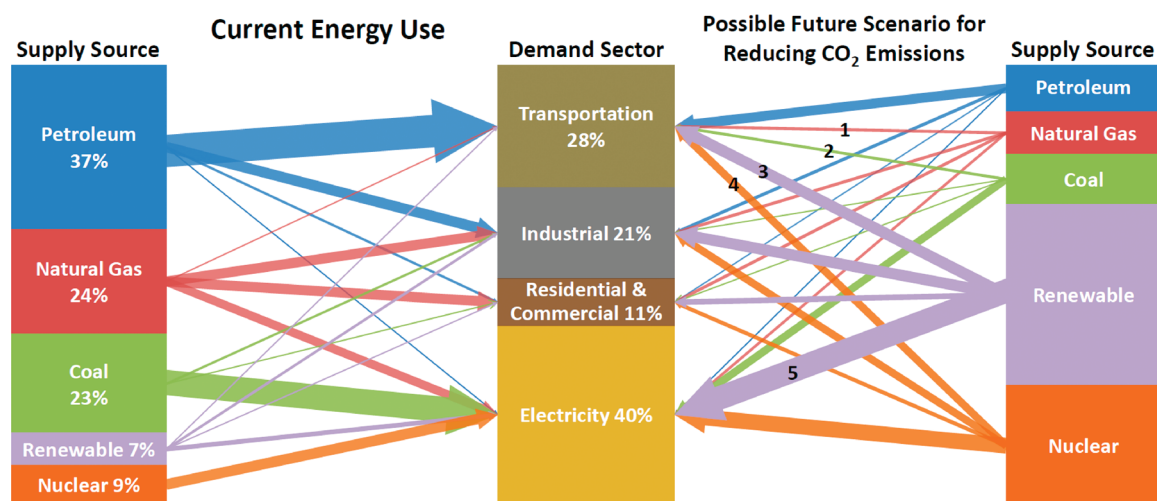 Current Energy Use
Possible Future Scenario for
Reducing CO₂ Emissions
Supply Source
Demand Sector
Supply Source
Petroleum
37%
Natural Gas
24%
Coal
23%
Renewable 7%
Nuclear 9%
Transportation
28%
Industrial 21%
Residential &
Commercial 11%
Electricity 40%
1
2
3
4
5
Petroleum
Natural Gas
Coal
Renewable
Nuclear